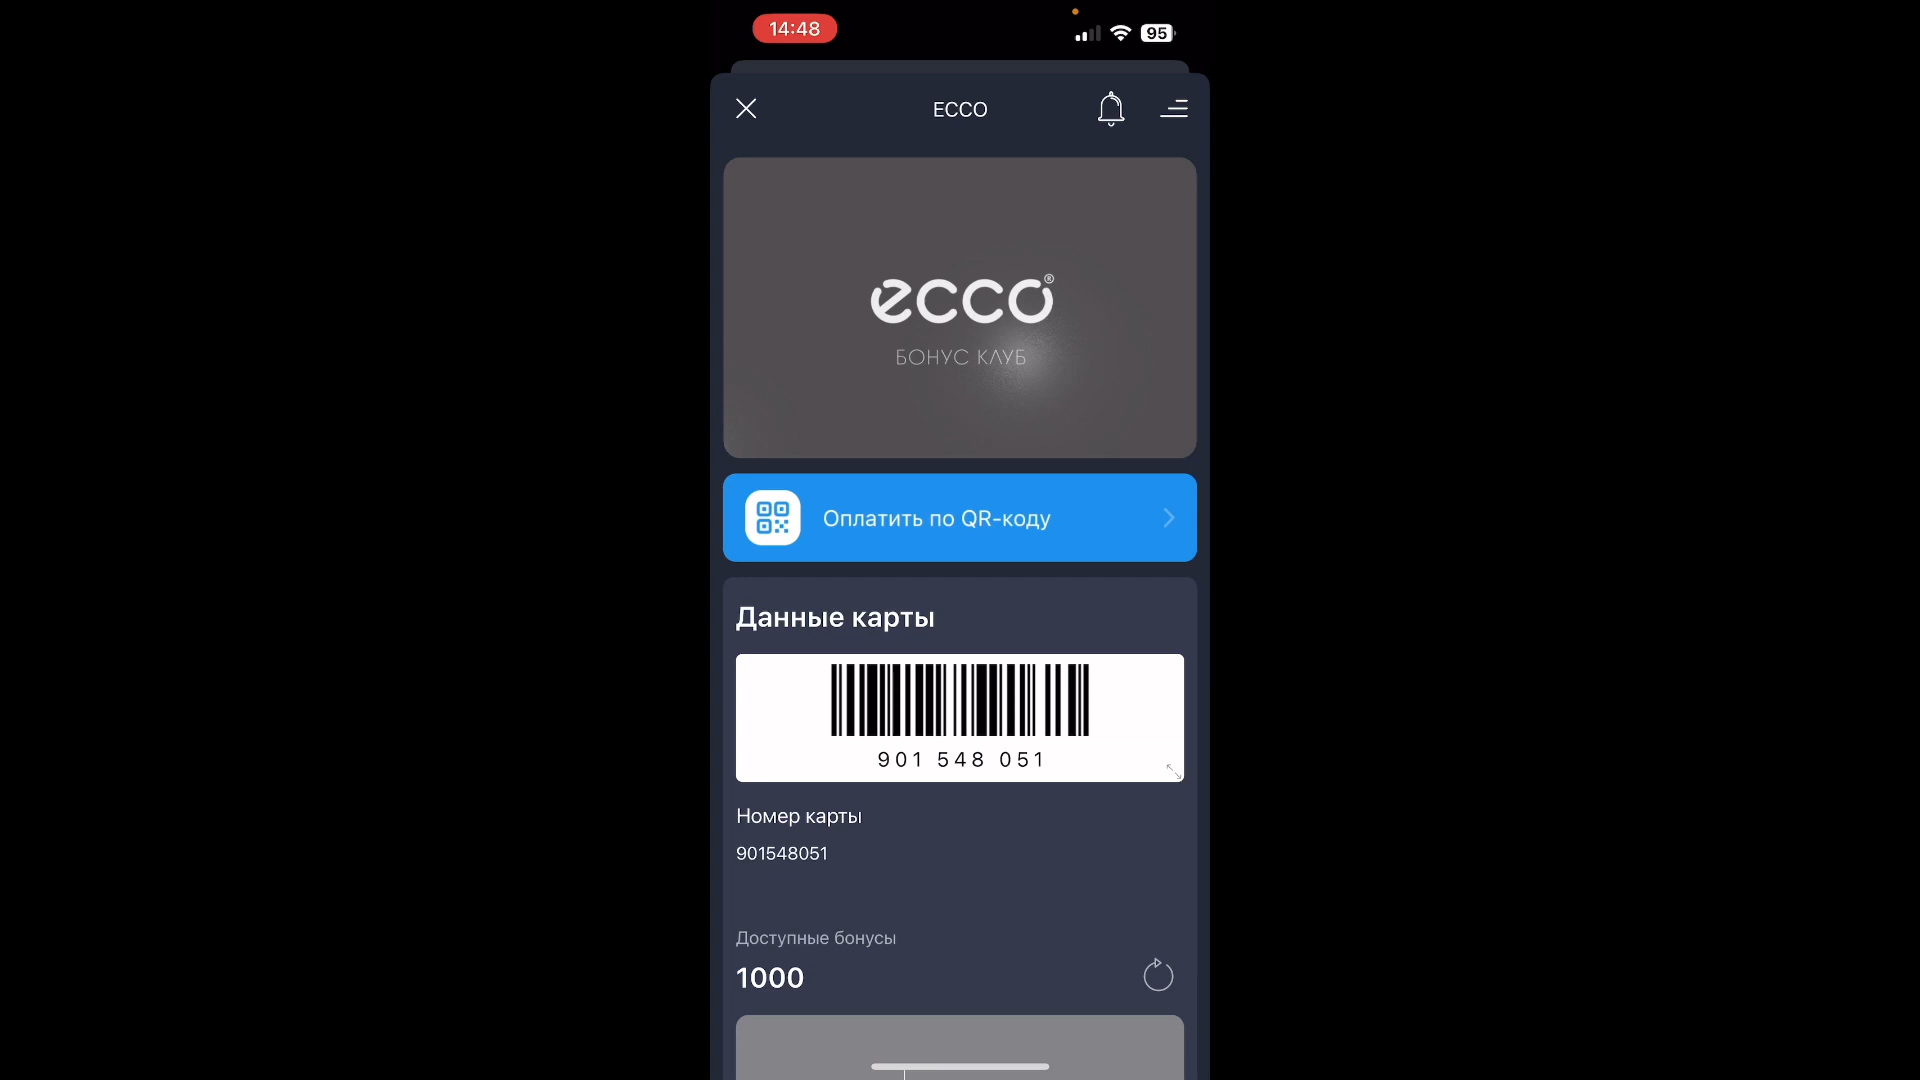 14:48
95
ECCO
ecco®
БОНУС КЛУБ
Оплатить по QR-коду
Данные карты
901 548 051
Номер карты
901548051
Доступные бонусы
1000